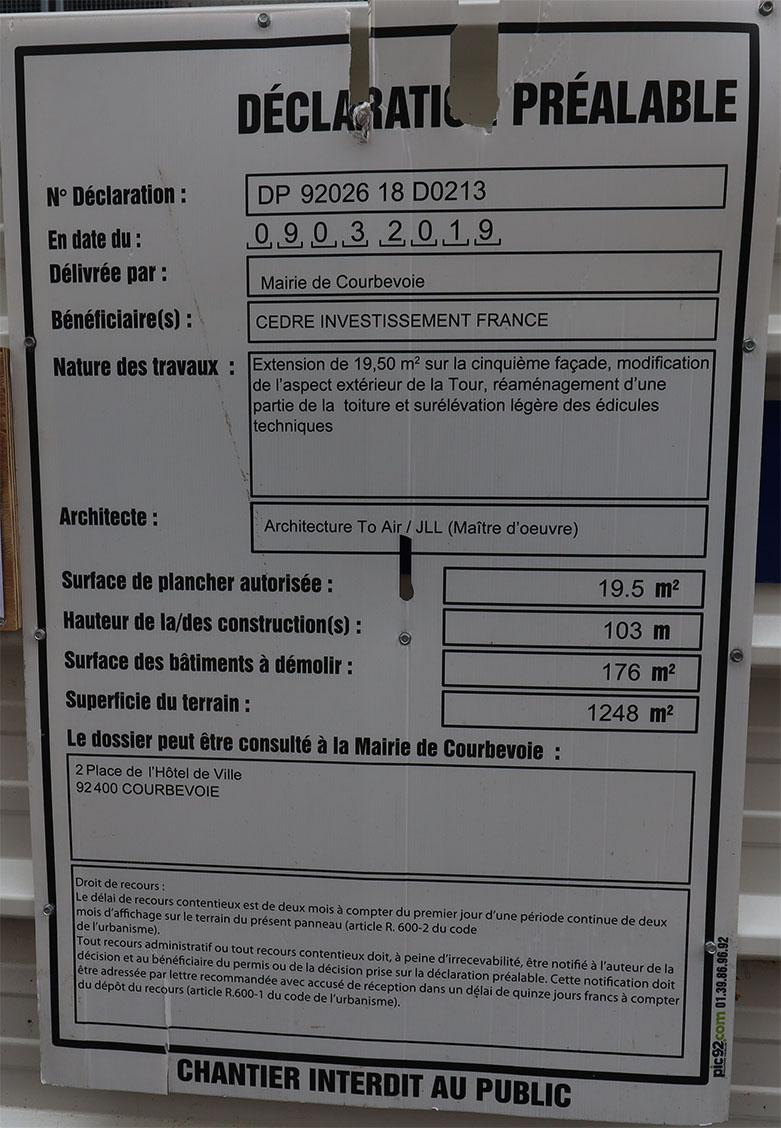 DÉCLARATION PRÉALABLE
N° Déclaration : DP 92026 18 D0213
En date du : 0 9 0 3 2 0 1 9
Délivrée par : Mairie de Courbevoie
Bénéficiaire(s) : CEDRE INVESTISSEMENT FRANCE
Nature des travaux : Extension de 19,50 m² sur la cinquième façade, modification
de l'aspect extérieur de la Tour, réaménagement d'une
partie de la toiture et surélévation légère des édicules
techniques
Architecte : Architecture To Air / JLL (Maître d'oeuvre)
Surface de plancher autorisée : 19.5 m²
Hauteur de la/des construction(s) : 103 m
Surface des bâtiments à démolir : 176 m²
Superficie du terrain : 1248 m²
Le dossier peut être consulté à la Mairie de Courbevoie :
2 Place de l'Hôtel de Ville
92400 COURBEVOIE
Droit de recours :
Le délai de recours contentieux est de deux mois à compter du premier jour d'une période continue de deux
mois d'affichage sur le terrain du présent panneau (article R. 600-2 du code
de l'urbanisme).
Tout recours administratif ou tout recours contentieux doit, à peine d'irrecevabilité, être notifié à l'auteur de la
décision et au bénéficiaire du permis ou de la décision prise sur la déclaration préalable. Cette notification doit
être adressée par lettre recommandée avec accusé de réception dans un délai de quinze jours francs à compter
du dépôt du recours (article R.600-1 du code de l'urbanisme).
pic92.com 01.39.86.96.92
CHANTIER INTERDIT AU PUBLIC